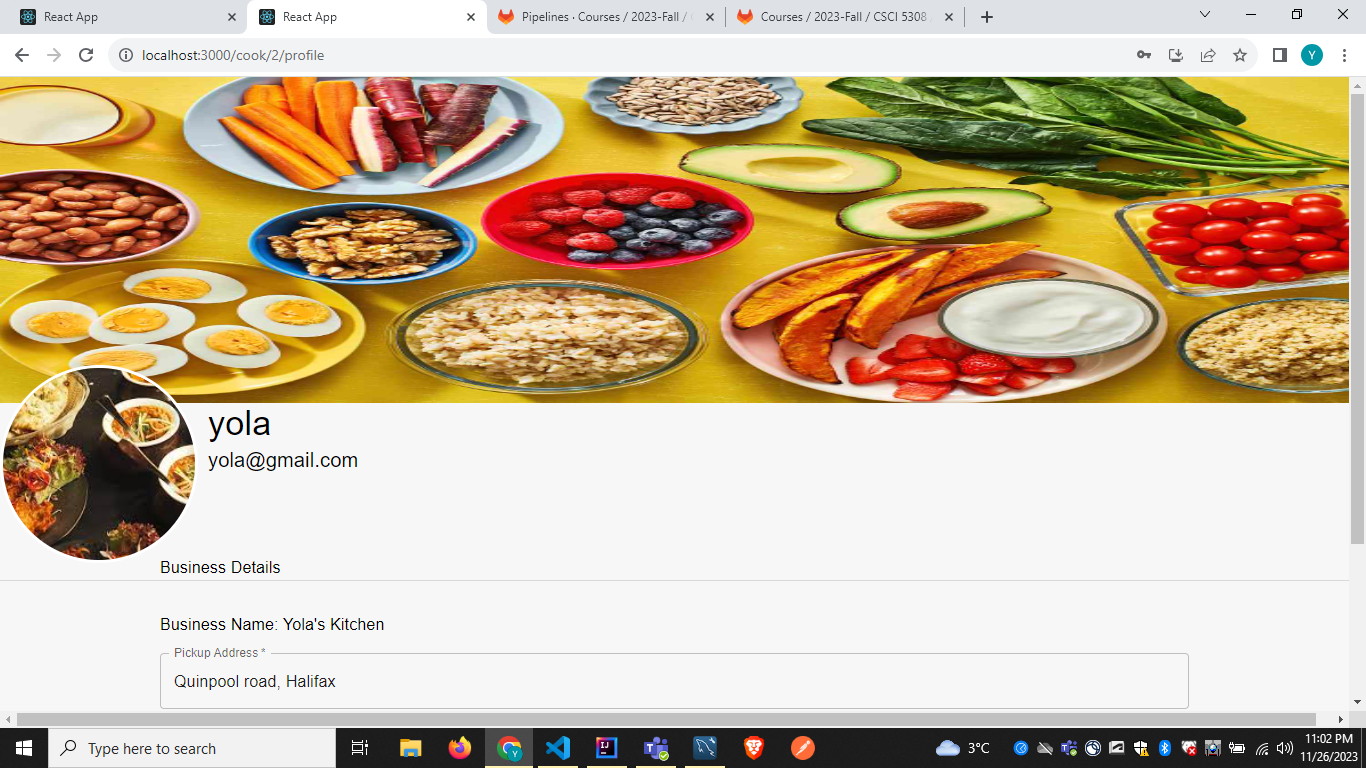 React App
React App
Pipelines · Courses / 2023-Fall /
Courses / 2023-Fall / CSCI 5308
localhost:3000/cook/2/profile
Y
yola
yola@gmail.com
Business Details
Business Name: Yola's Kitchen
Pickup Address *
Quinpool road, Halifax
Type here to search
3°C
11:02 PM
11/26/2023